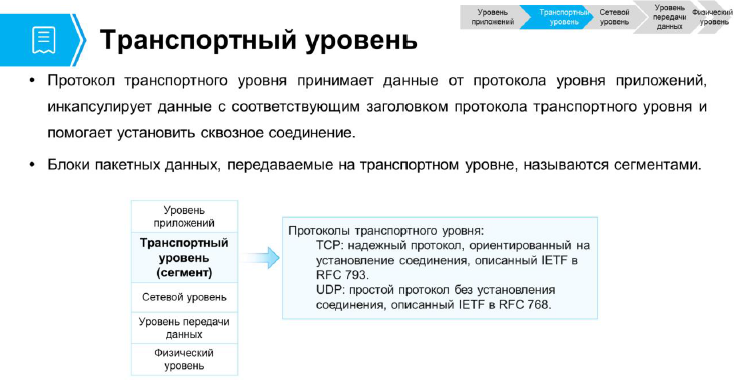 Уровень
приложений
Транспортный
уровень
Сетевой
уровень
Уровень
передачи
данных
Физический
уровень
Транспортный уровень
• Протокол транспортного уровня принимает данные от протокола уровня приложений,
инкапсулирует данные с соответствующим заголовком протокола транспортного уровня и
помогает установить сквозное соединение.
• Блоки пакетных данных, передаваемые на транспортном уровне, называются сегментами.
Уровень
приложений
Транспортный
уровень
(сегмент)
Сетевой уровень
Уровень передачи
данных
Физический
уровень
Протоколы транспортного уровня:
TCP: надежный протокол, ориентированный на
установление соединения, описанный IETF в
RFC 793.
UDP: простой протокол без установления
соединения, описанный IETF в RFC 768.